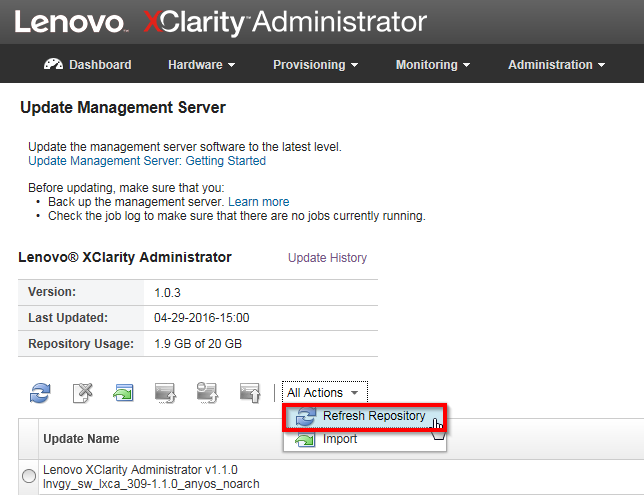 Lenovo™ XClarity™ Administrator
Dashboard Hardware Provisioning Monitoring Administration
Update Management Server
Update the management server software to the latest level.
Update Management Server: Getting Started
Before updating, make sure that you:
• Back up the management server. Learn more
• Check the job log to make sure that there are no jobs currently running.
Lenovo® XClarity Administrator Update History
Version: 1.0.3
Last Updated: 04-29-2016-15:00
Repository Usage: 1.9 GB of 20 GB
All Actions
Refresh Repository
Import
Update Name
Lenovo XClarity Administrator v1.1.0
lnvgy_sw_lxca_309-1.1.0_anyos_noarch